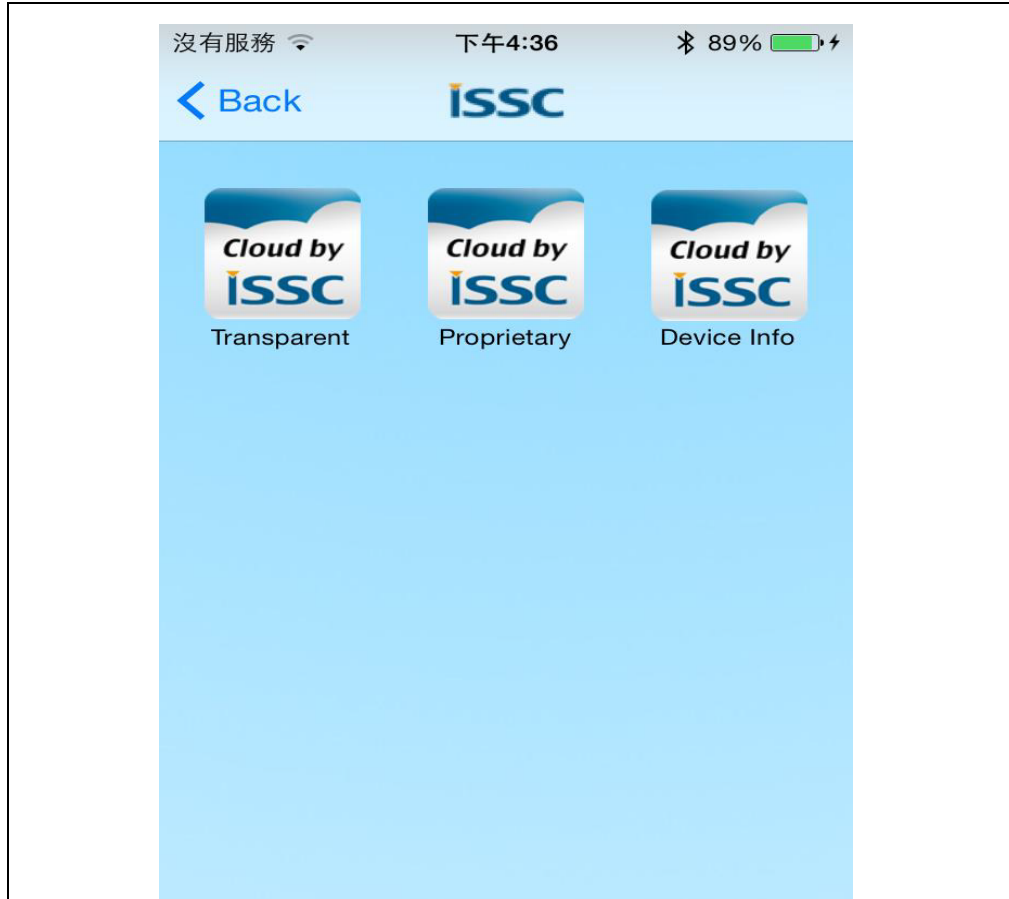 沒有服務 下午4:36 89%
Back ISSC
Cloud by Cloud by Cloud by
ISSC ISSC ISSC
Transparent Proprietary Device Info